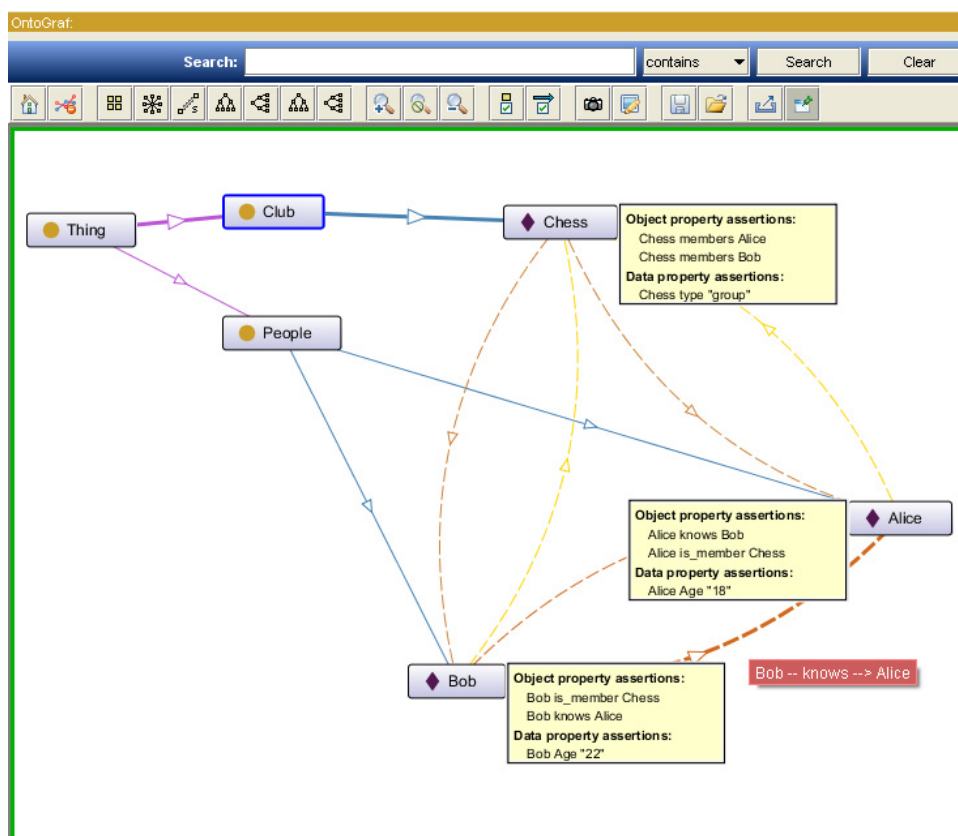 OntoGraf:
Search:
contains
Search
Clear
Thing
Club
Chess
Object property assertions:
Chess members Alice
Chess members Bob
Data property assertions:
Chess type "group"
People
Object property assertions:
Alice knows Bob
Alice is_member Chess
Data property assertions:
Alice Age "18"
Alice
Bob
Object property assertions:
Bob is_member Chess
Bob knows Alice
Data property assertions:
Bob Age "22"
Bob -- knows --> Alice